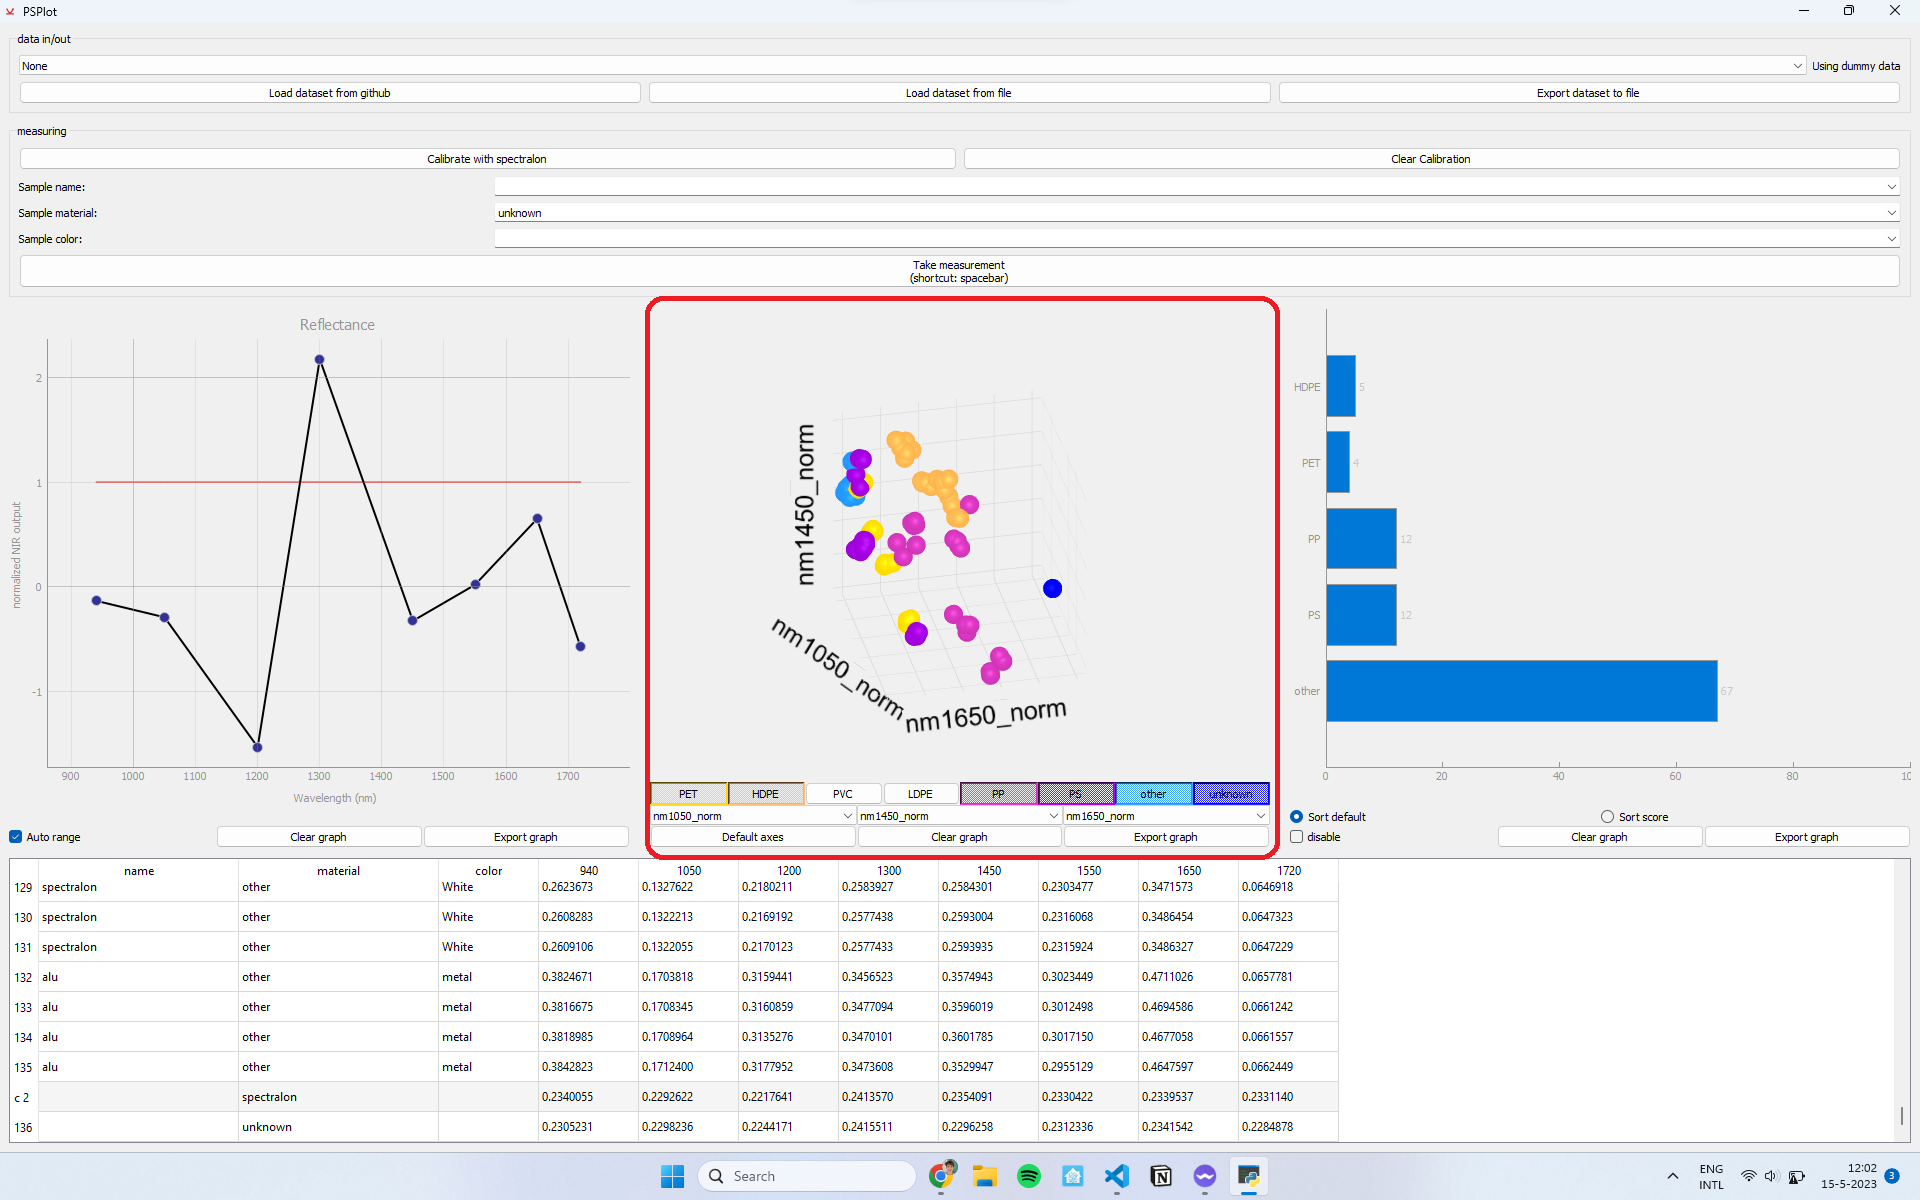 PSPlot
data in/out
None
Using dummy data
Load dataset from github
Load dataset from file
Export dataset to file
measuring
Calibrate with spectralon
Clear Calibration
Sample name:
Sample material:
unknown
Sample color:
Take measurement
(shortcut: spacebar)
Reflectance
2
1
0
-1
normalized NIR output
900 1000 1100 1200 1300 1400 1500 1600 1700
Wavelength (nm)
Auto range
Clear graph
Export graph
nm1450_norm
nm1050_norm
nm1650_norm
PET HDPE PVC LDPE PP PS other unknown
nm1050_norm nm1450_norm nm1650_norm
Default axes
Clear graph
Export graph
HDPE 5
PET 4
PP 12
PS 12
other 67
0 20 40 60 80 10
Sort default
Sort score
disable
Clear graph
Export graph
name material color 940 1050 1200 1300 1450 1550 1650 1720
129 spectralon other White 0.2623673 0.1327622 0.2180211 0.2583927 0.2584301 0.2303477 0.3471573 0.0646918
130 spectralon other White 0.2608283 0.1322213 0.2169192 0.2577438 0.2593004 0.2316068 0.3486454 0.0647323
131 spectralon other White 0.2609106 0.1322055 0.2170123 0.2577433 0.2593935 0.2315924 0.3486327 0.0647229
132 alu other metal 0.3824671 0.1703818 0.3159441 0.3456523 0.3574943 0.3023449 0.4711026 0.0657781
133 alu other metal 0.3816675 0.1708345 0.3160859 0.3477094 0.3596019 0.3012498 0.4694586 0.0661242
134 alu other metal 0.3818985 0.1708964 0.3135276 0.3470101 0.3601785 0.3017150 0.4677058 0.0661557
135 alu other metal 0.3842823 0.1712400 0.3177952 0.3473608 0.3529947 0.2955129 0.4647597 0.0662449
c 2 spectralon 0.2340055 0.2292622 0.2217641 0.2413570 0.2354091 0.2330422 0.2339537 0.2331140
136 unknown 0.2305231 0.2298236 0.2244171 0.2415511 0.2296258 0.2312336 0.2341542 0.2284878
Search
ENG
INTL
12:02
15-5-2023
3